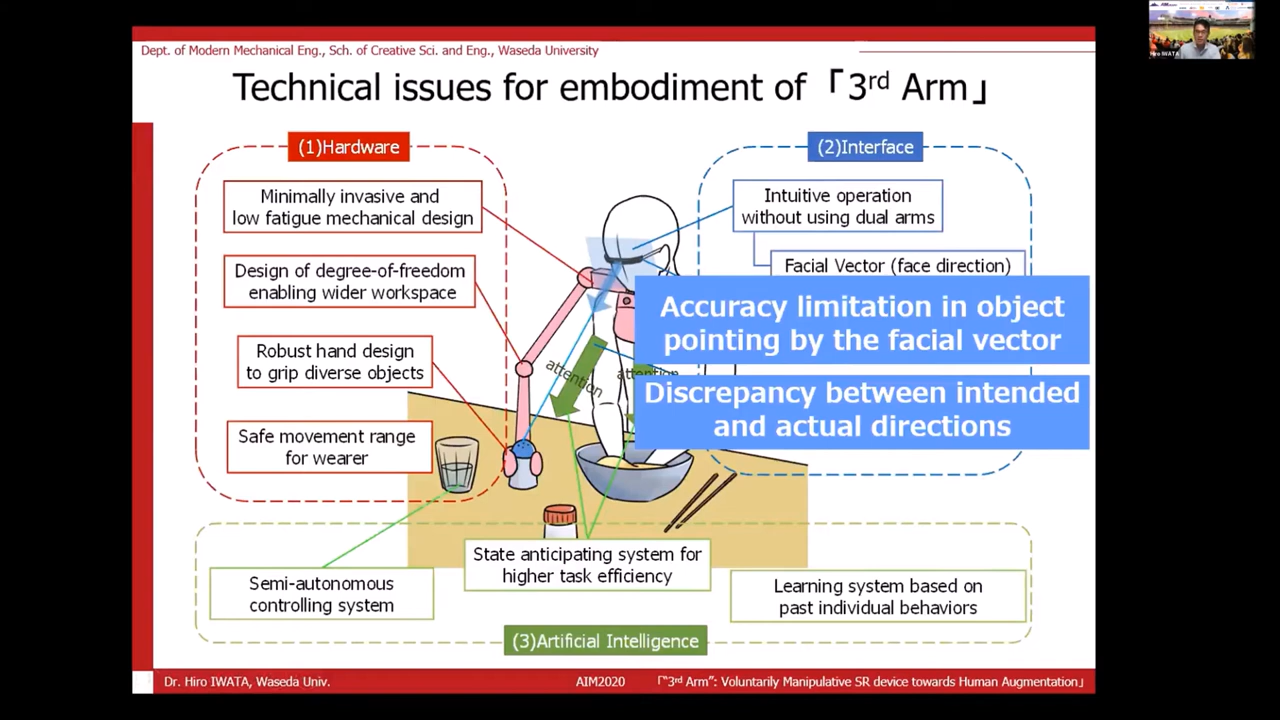 Dept. of Modern Mechanical Eng., Sch. of Creative Sci. and Eng., Waseda University
Technical issues for embodiment of「3rd Arm」
(1)Hardware
Minimally invasive and
low fatigue mechanical design
Design of degree-of-freedom
enabling wider workspace
Robust hand design
to grip diverse objects
Safe movement range
for wearer
(2)Interface
Intuitive operation
without using dual arms
Facial Vector (face direction)
Accuracy limitation in object
pointing by the facial vector
Discrepancy between intended
and actual directions
attention
attention
Semi-autonomous
controlling system
State anticipating system for
higher task efficiency
Learning system based on
past individual behaviors
(3)Artificial Intelligence
Dr. Hiro IWATA, Waseda Univ.
AIM2020
「"3rd Arm": Voluntarily Manipulative SR device towards Human Augmentation」
Hiro IWATA